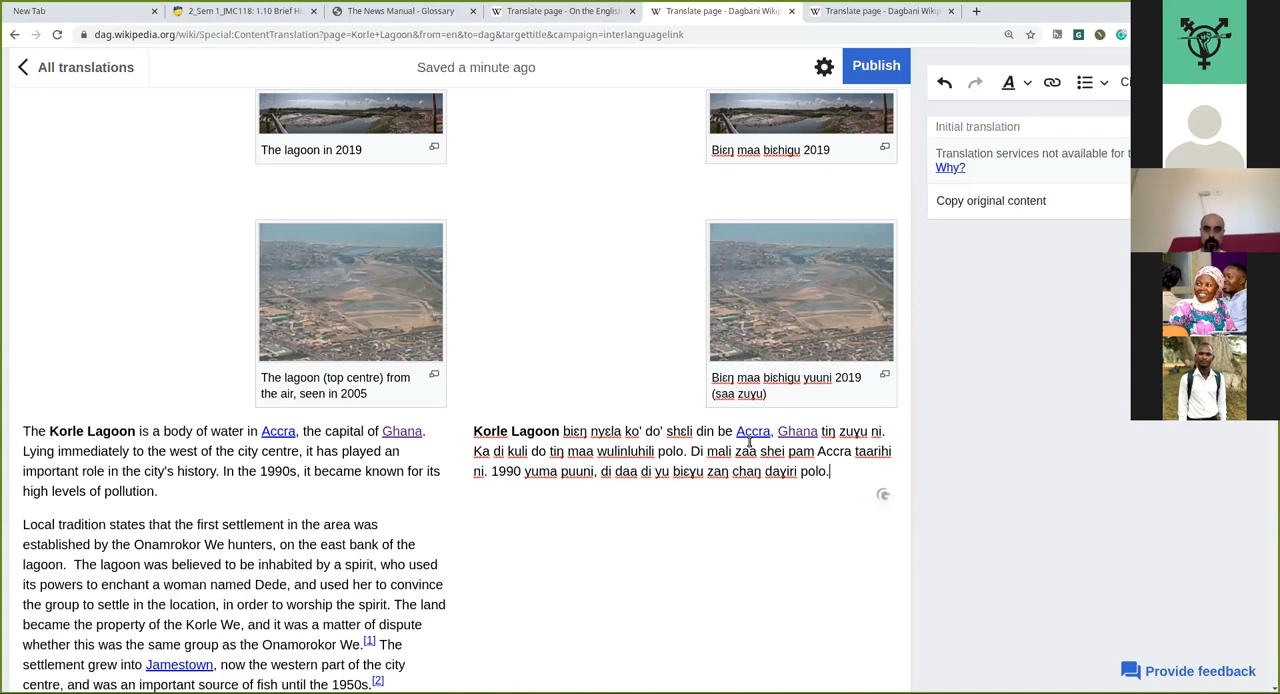 New Tab
2_Sem 1_JMC118: 1.10 Brief H
The News Manual - Glossary
Translate page - On the English
Translate page - Dagbani Wiki
Translate page - Dagbani Wiki
dag.wikipedia.org/wiki/Special:ContentTranslation?page=Korle+Lagoon&from=en&to=dag&targettitle&campaign=interlanguagelink
All translations
Saved a minute ago
Publish
The lagoon in 2019
The lagoon (top centre) from
the air, seen in 2005
The Korle Lagoon is a body of water in Accra, the capital of Ghana.
Lying immediately to the west of the city centre, it has played an
important role in the city's history. In the 1990s, it became known for its
high levels of pollution.
Local tradition states that the first settlement in the area was
established by the Onamrokor We hunters, on the east bank of the
lagoon.  The lagoon was believed to be inhabited by a spirit, who used
its powers to enchant a woman named Dede, and used her to convince
the group to settle in the location, in order to worship the spirit. The land
became the property of the Korle We, and it was a matter of dispute
whether this was the same group as the Onamorokor We.[1] The
settlement grew into Jamestown, now the western part of the city
centre, and was an important source of fish until the 1950s.[2]
Biɛŋ maa biɛhigu 2019
Biɛŋ maa biɛhigu yuuni 2019
(saa zuɣu)
Korle Lagoon biɛŋ nyɛla ko' do' shɛli din be Accra, Ghana tiŋ zuɣu ni.
Ka di kuli do tiŋ maa wulinluhili polo. Di mali zaa shei pam Accra taarihi
ni. 1990 yuma puuni, di daa di yu biɛɣu zaŋ chaŋ daɣiri polo.
A
Ci
Initial translation
Translation services not available for t
Why?
Copy original content
Provide feedback